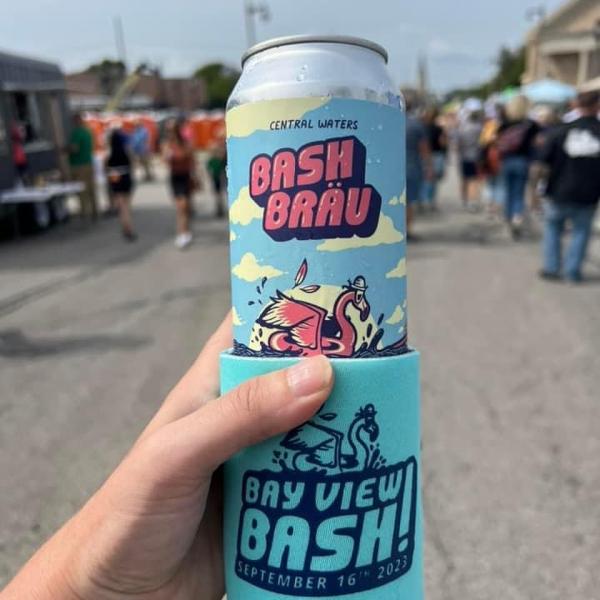 CENTRAL WATERS
BASH
BRÄU
BAY VIEW
BASH!
SEPTEMBER 16TH 2023